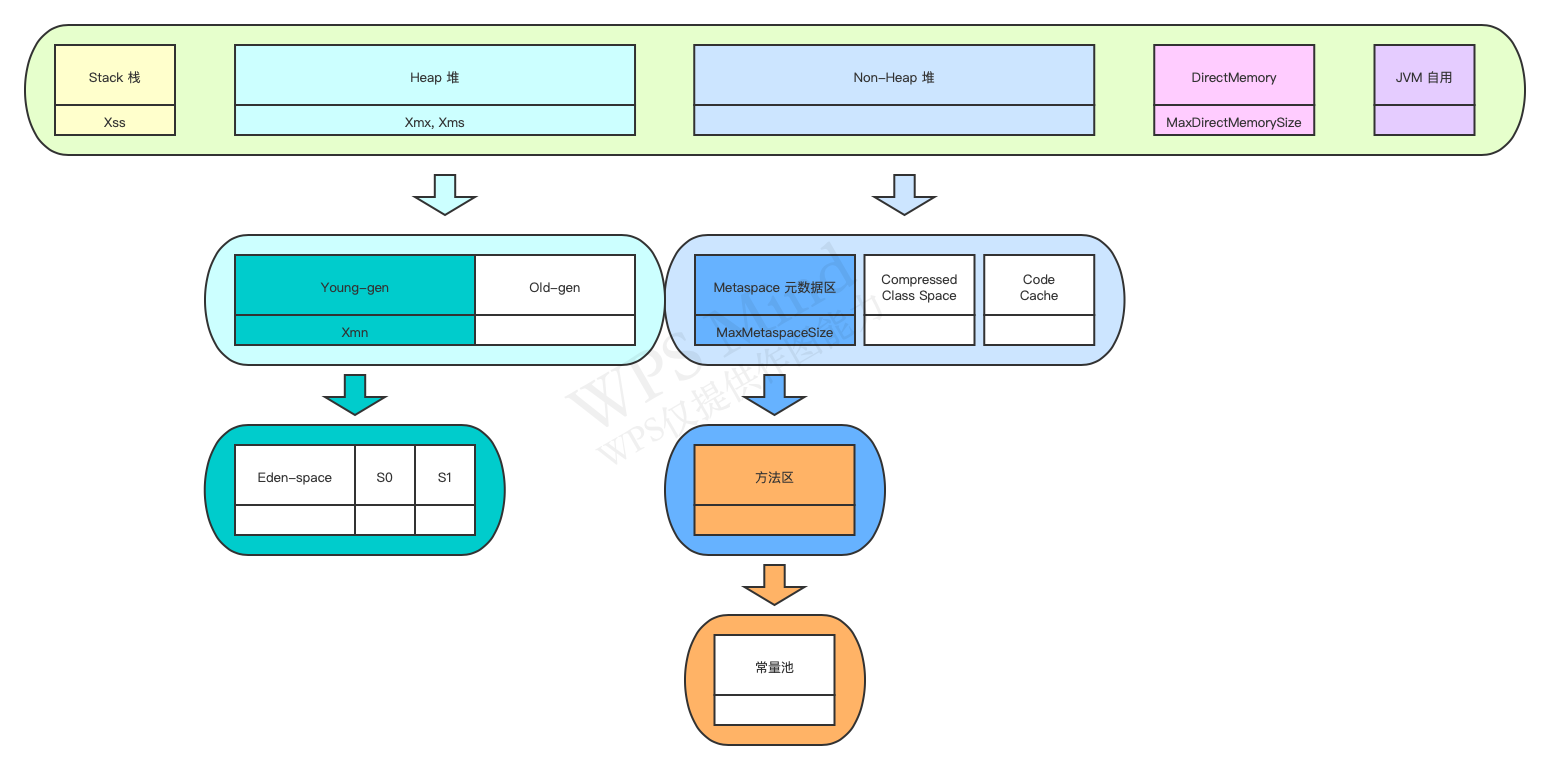 Stack 栈
Heap 堆
Non-Heap 堆
DirectMemory
JVM 自用
Xss
Xmx, Xms
MaxDirectMemorySize
Young-gen
Old-gen
Metaspace 元数据区
Compressed
Class Space
Code
Cache
Xmn
MaxMetaspaceSize
WPS Mind
WPS仅提供作图能力
Eden-space
S0
S1
方法区
常量池